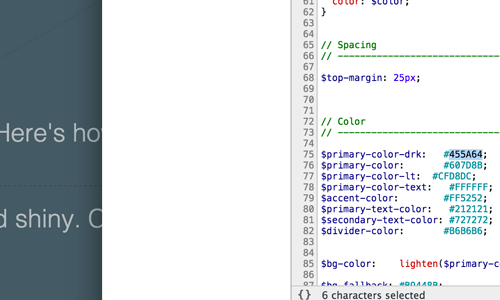 Here's ho
d shiny. C
61 color: $color;
62 }
63
64
65 // Spacing
66 // 
67
68 $top-margin: 25px;
69
70
71
72 // Color
73 // 
74
75 $primary-color-drk: #455A64;
76 $primary-color: #607D8B;
77 $primary-color-lt: #CFD8DC;
78 $primary-color-text: #FFFFFF;
79 $accent-color: #FF5252;
80 $primary-text-color: #212121;
81 $secondary-text-color: #727272;
82 $divider-color: #B6B6B6;
83
84
85 $bg-color: lighten($primary-c
86
87 $bg-fallback: #B9448B
{} 6 characters selected